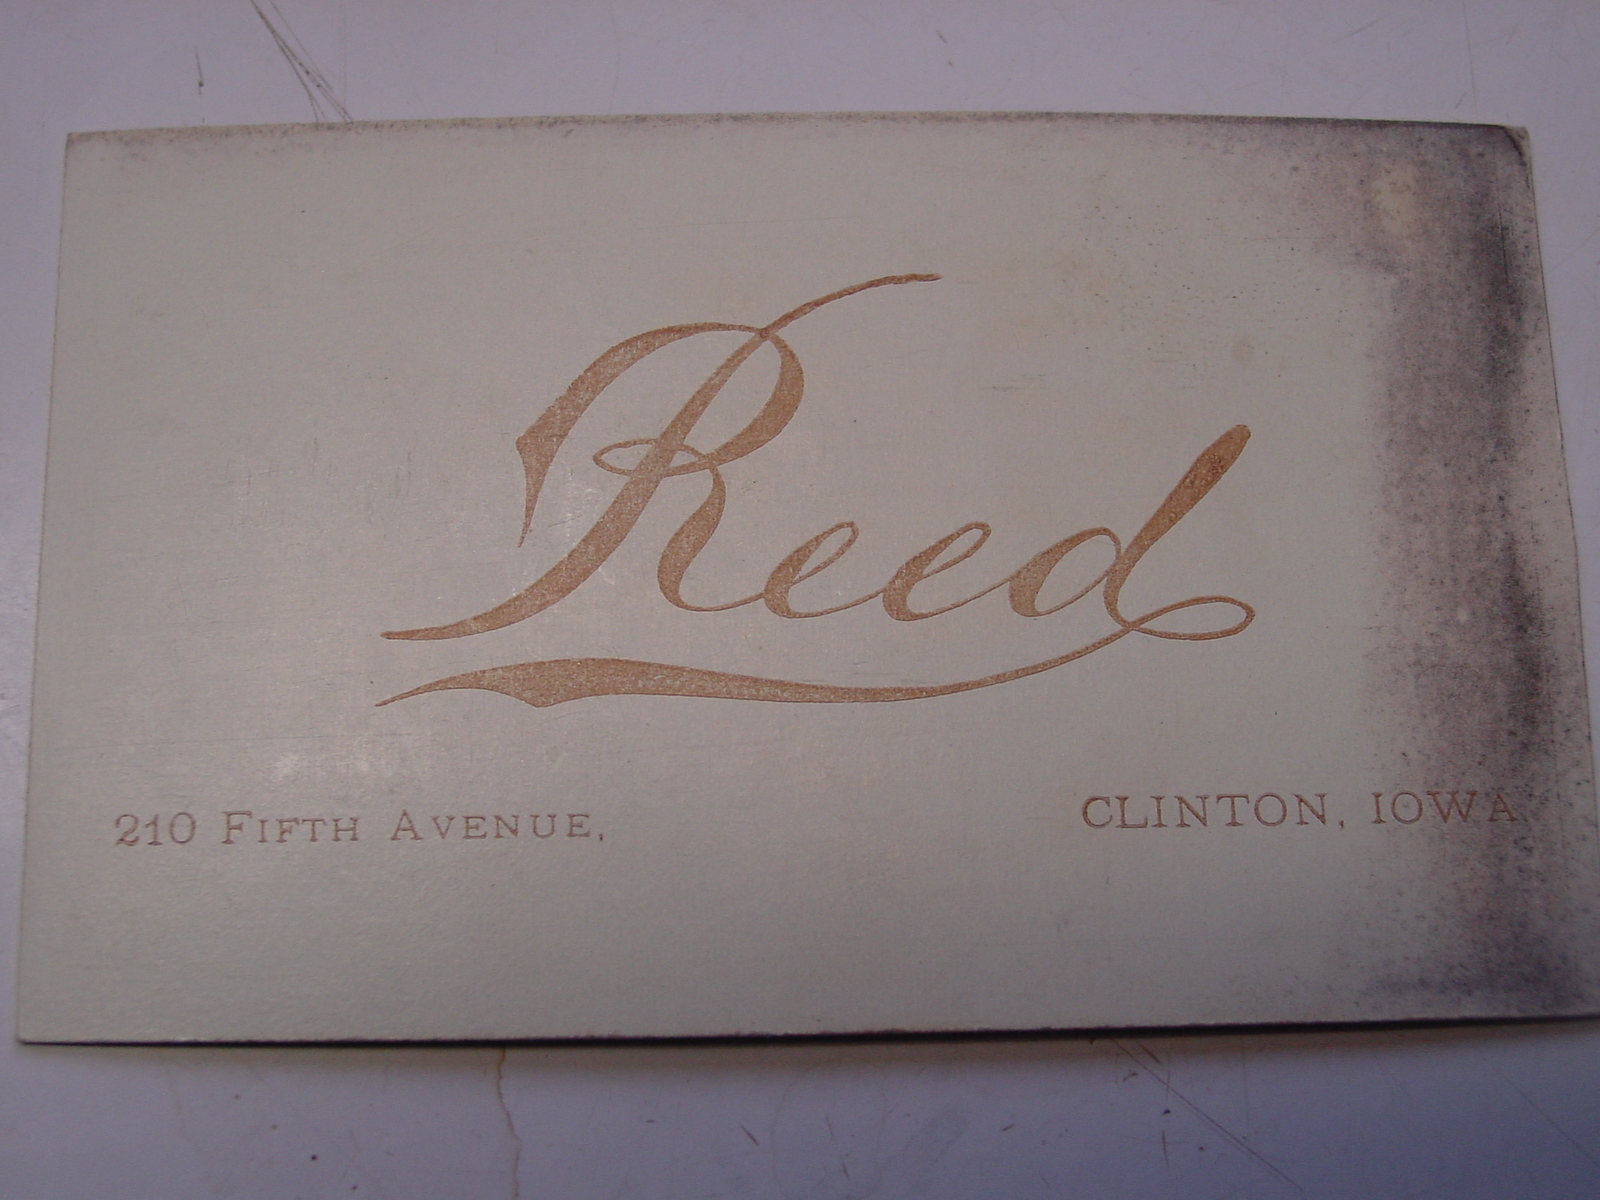 Reed
210 FIFTH AVENUE,
CLINTON, IOWA